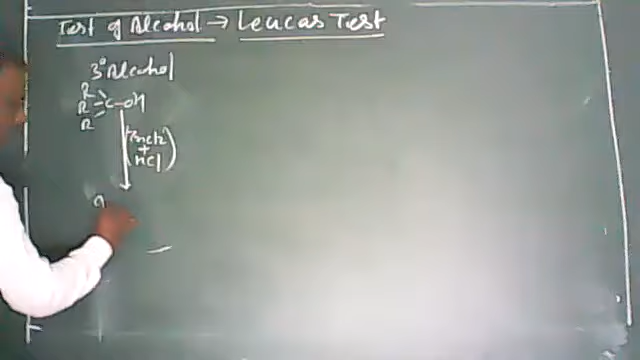 Test of Alcohol → Leucas Test
3° Alcohol
R
R - C - OH
R
(ZnCl2
+
HCl)